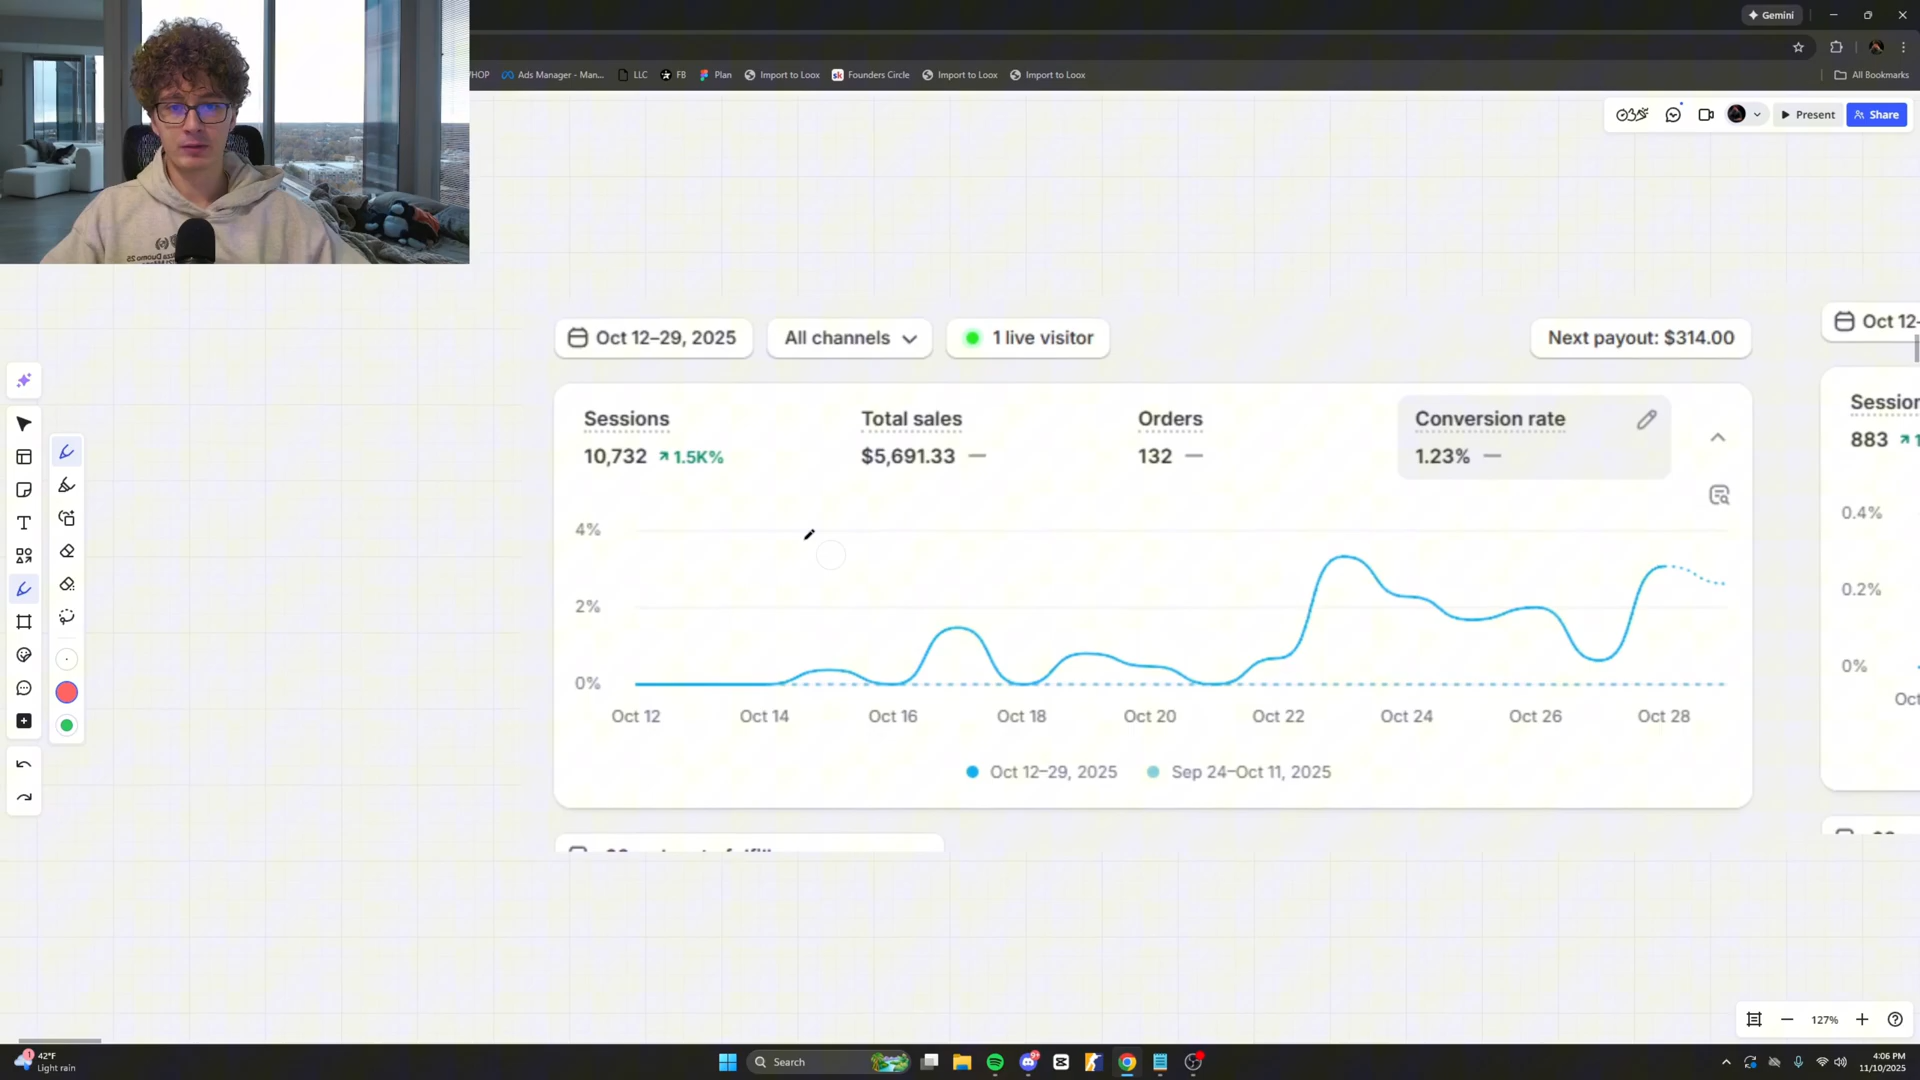 Gemini
HOP
Ads Manager - Man...
LLC
FB
Plan
Import to Loox
Founders Circle
Import to Loox
Import to Loox
All Bookmarks
Present
Share
Oct 12–29, 2025
All channels
1 live visitor
Next payout: $314.00
Oct 12-
Sessions
Total sales
Orders
Conversion rate
10,732 ↗ 1.5K%
$5,691.33 —
132 —
1.23% —
Session
883
4%
2%
0%
0.4%
0.2%
0%
Oct 12
Oct 14
Oct 16
Oct 18
Oct 20
Oct 22
Oct 24
Oct 26
Oct 28
Oct
Oct 12–29, 2025
Sep 24–Oct 11, 2025
127%
1
42°F
Light rain
Search
4:06 PM
11/10/2025